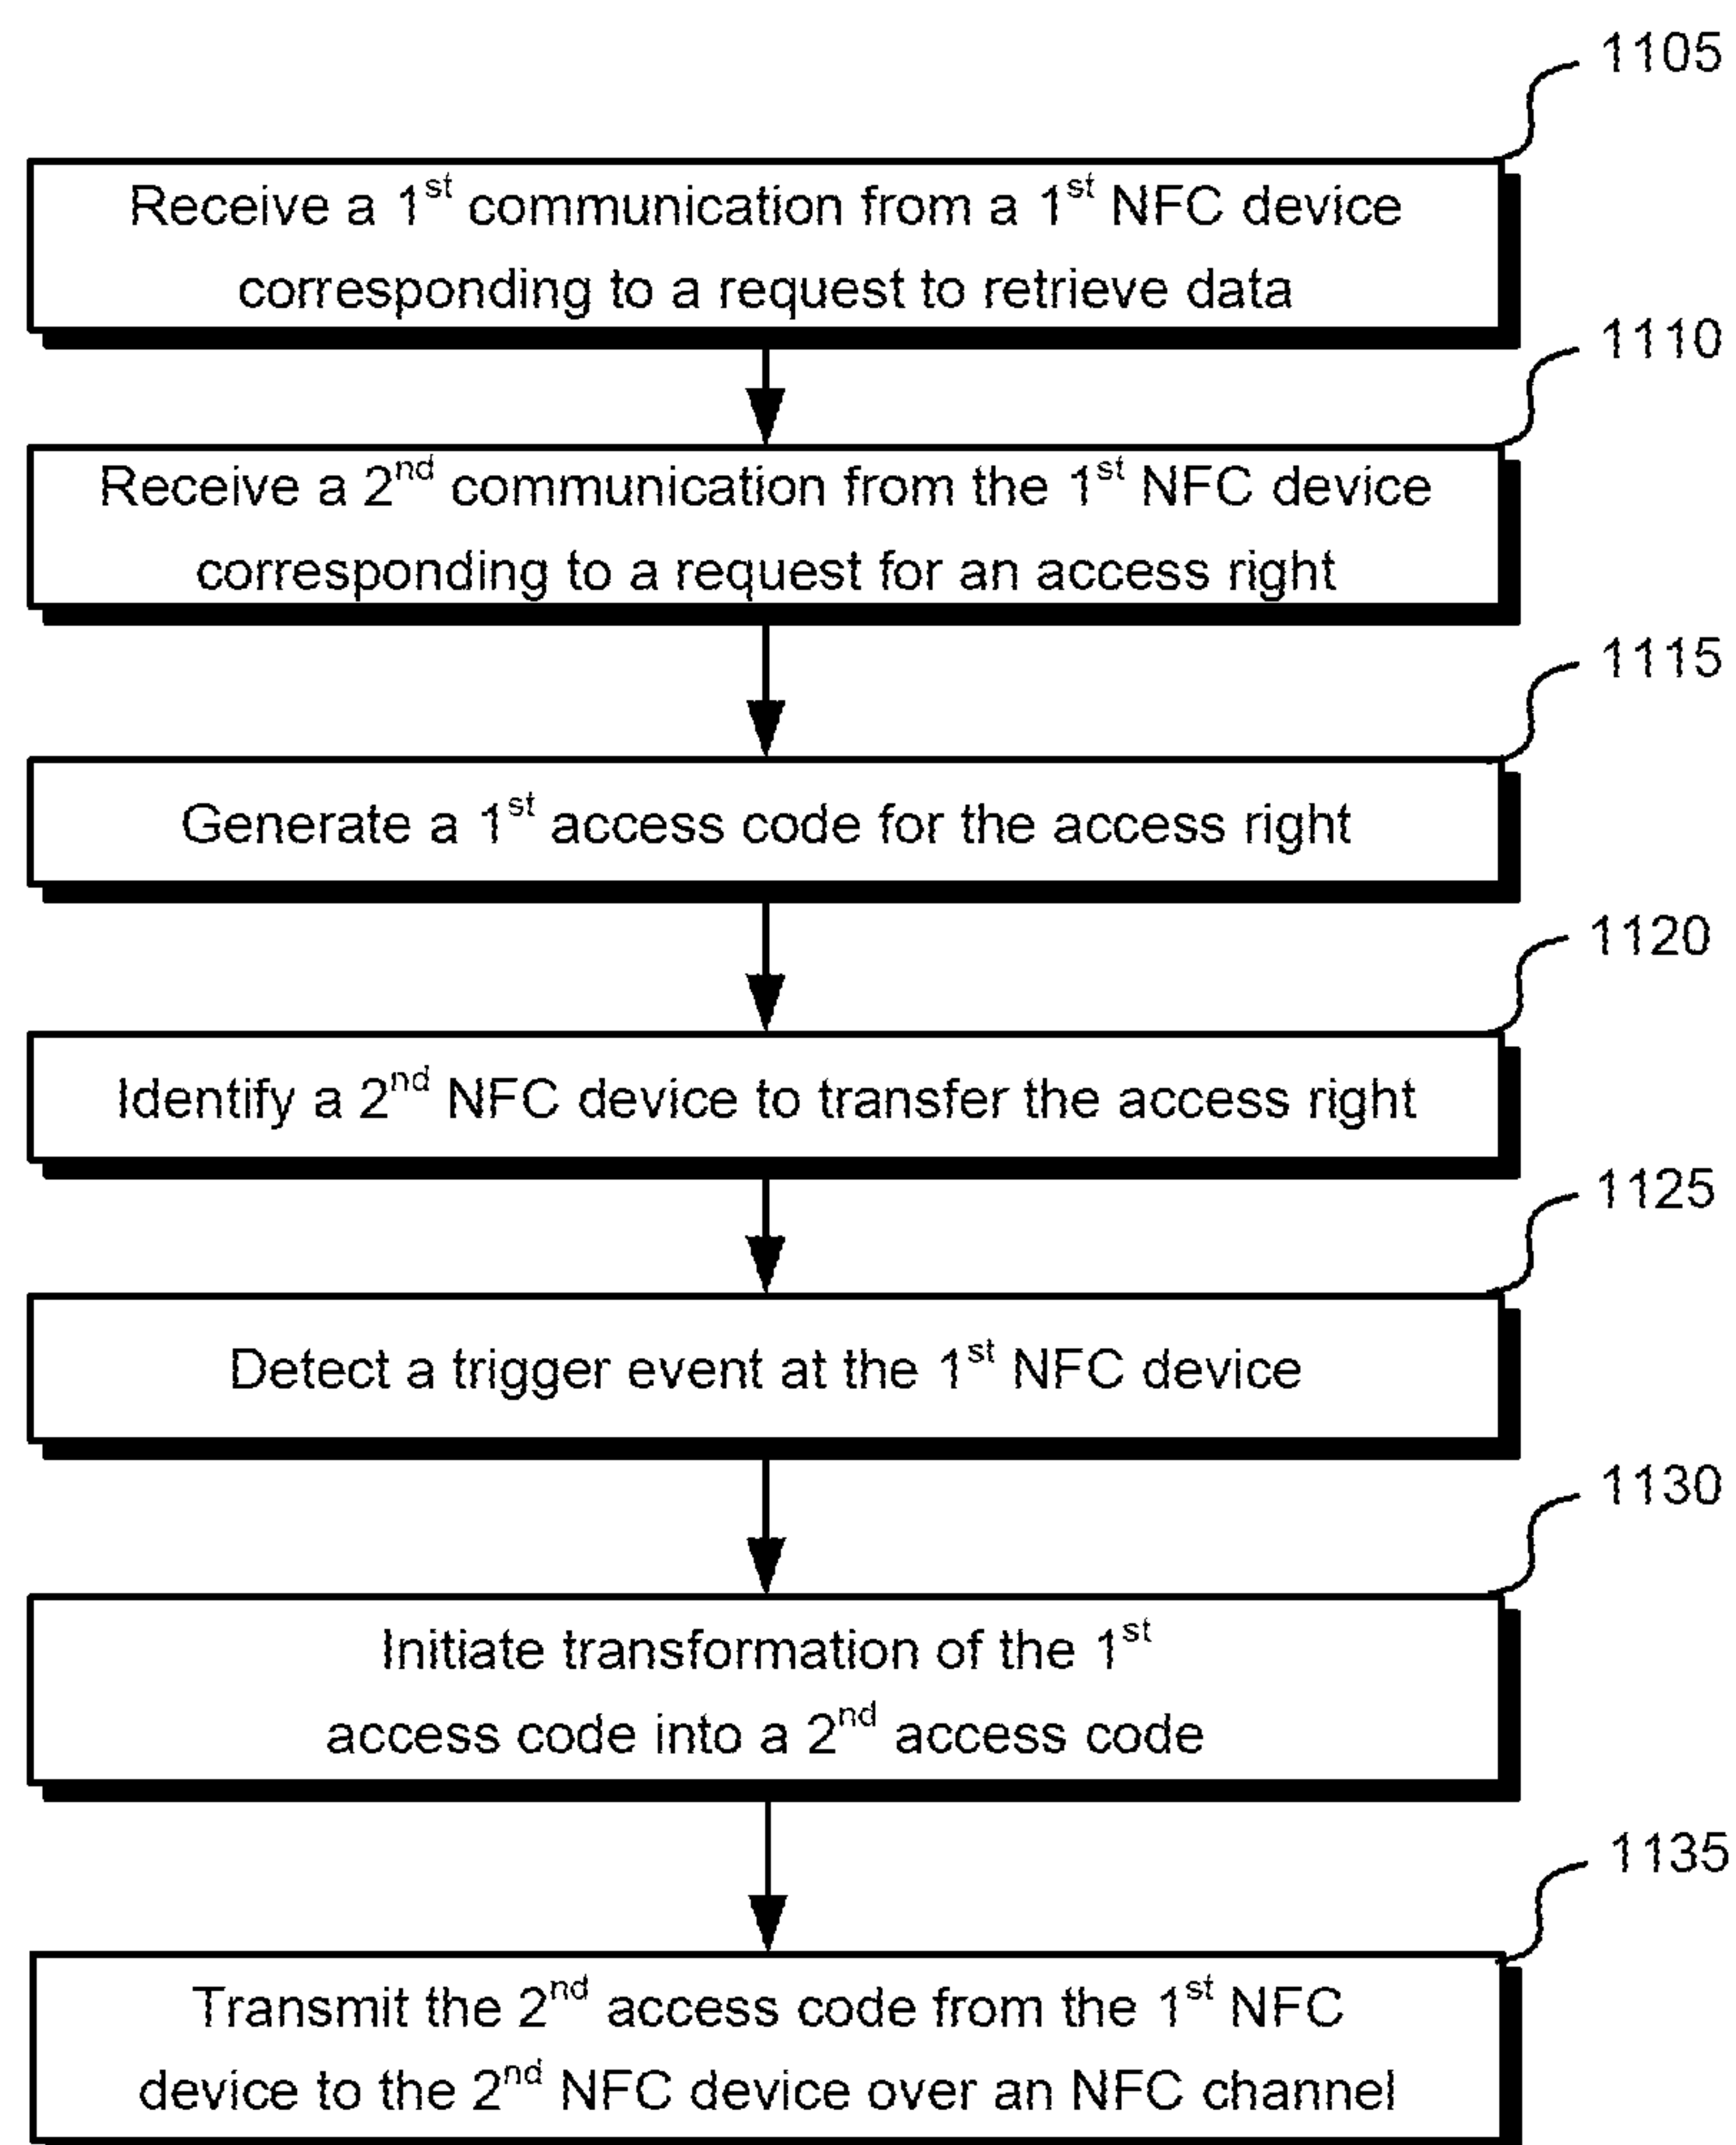 1105
Receive a 1st communication from a 1st NFC device
corresponding to a request to retrieve data
1110
Receive a 2nd communication from the 1st NFC device
corresponding to a request for an access right
1115
Generate a 1st access code for the access right
1120
Identify a 2nd NFC device to transfer the access right
1125
Detect a trigger event at the 1st NFC device
1130
Initiate transformation of the 1st
access code into a 2nd access code
1135
Transmit the 2nd access code from the 1st NFC
device to the 2nd NFC device over an NFC channel